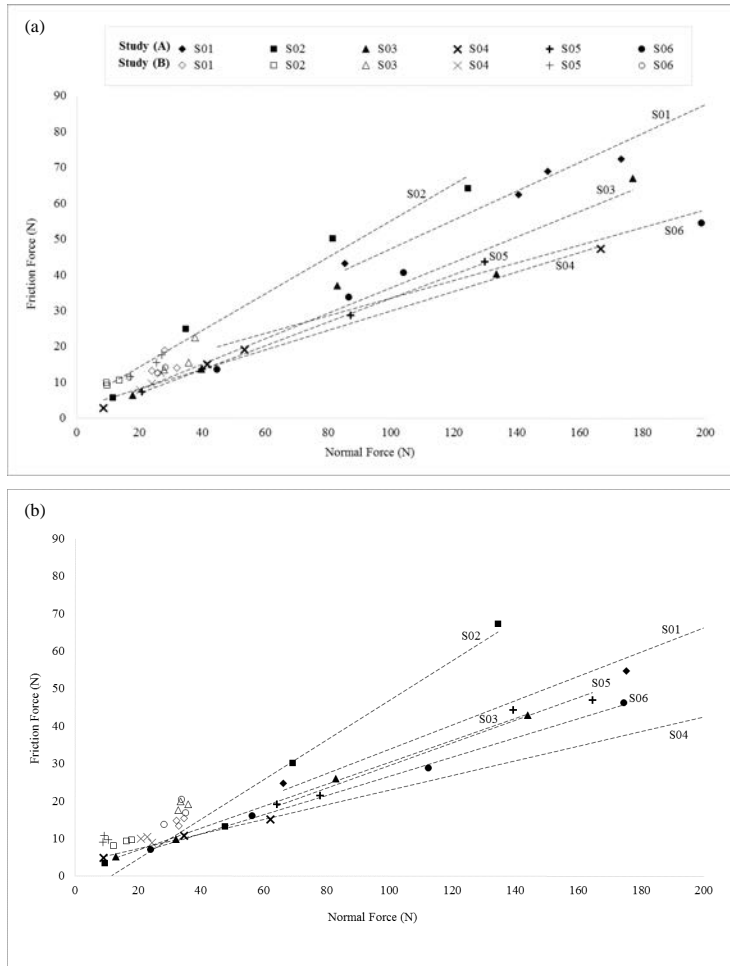 (a)
Study (A) S01 S02 S03 S04 S05 S06
Study (B) S01 S02 S03 S04 S05 S06
90
80
70
60
50
40
30
20
10
0
Friction Force (N)
S01
S02
S03
S06
S05
S04
0 20 40 60 80 100 120 140 160 180 200
Normal Force (N)
(b)
90
80
70
60
50
40
30
20
10
0
Friction Force (N)
S02
S01
S05
S06
S03
S04
0 20 40 60 80 100 120 140 160 180 200
Normal Force (N)